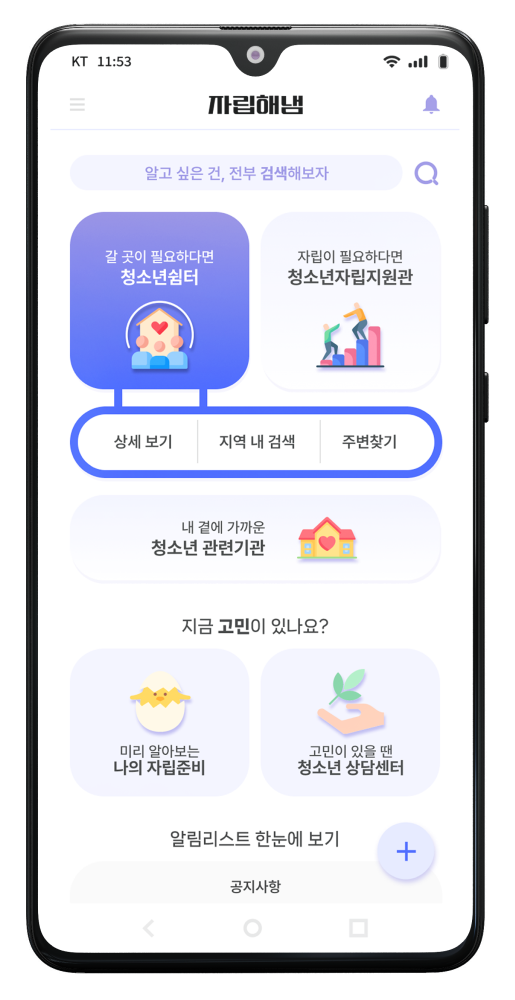 KT 11:53
자립해냄
알고 싶은 건, 전부 검색해보자
갈 곳이 필요하다면
청소년쉼터
자립이 필요하다면
청소년자립지원관
상세 보기
지역 내 검색
주변찾기
내 곁에 가까운
청소년 관련기관
지금 고민이 있나요?
미리 알아보는
나의 자립준비
고민이 있을 땐
청소년 상담센터
알림리스트 한눈에 보기
공지사항